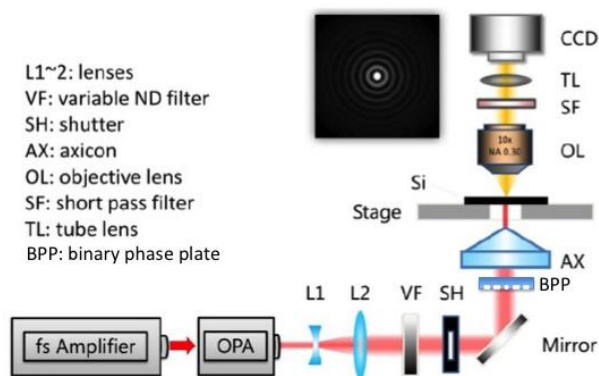 L1~2: lenses
VF: variable ND filter
SH: shutter
AX: axicon
OL: objective lens
SF: short pass filter
TL: tube lens
BPP: binary phase plate
CCD
TL
SF
10x
NA 0.30
OL
Si
Stage
AX
BPP
L1 L2 VF SH
fs Amplifier OPA Mirror